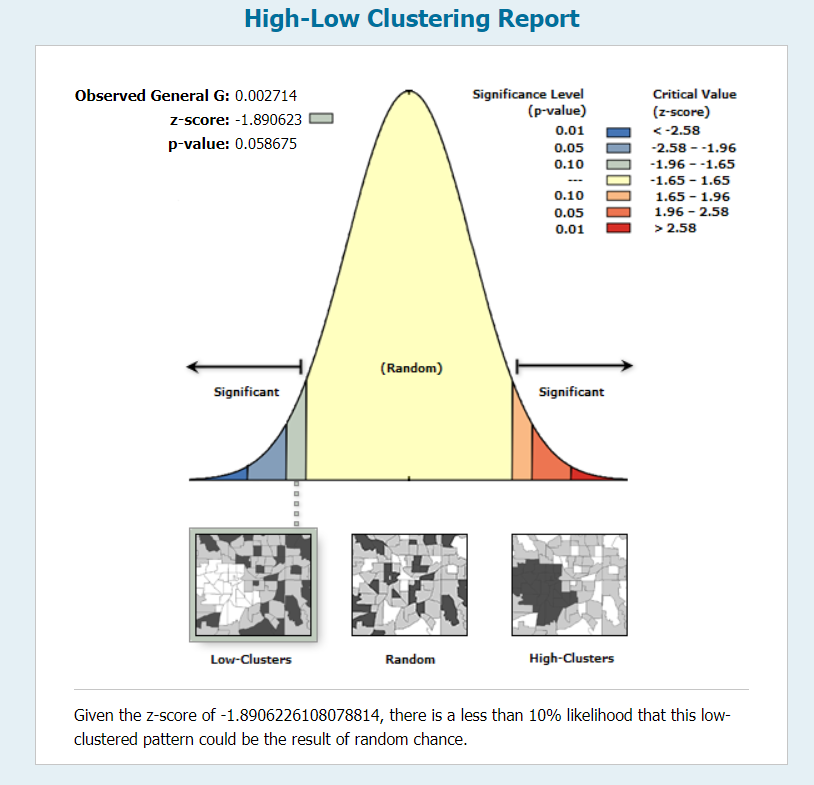 High-Low Clustering Report
Observed General G: 0.002714
z-score: -1.890623
p-value: 0.058675
Significance Level
(p-value)
Critical Value
(z-score)
0.01 < -2.58
0.05 -2.58 – -1.96
0.10 -1.96 – -1.65
--- -1.65 – 1.65
0.10 1.65 – 1.96
0.05 1.96 – 2.58
0.01 > 2.58
(Random)
Significant
Significant
Low-Clusters
Random
High-Clusters
Given the z-score of -1.8906226108078814, there is a less than 10% likelihood that this low-
clustered pattern could be the result of random chance.